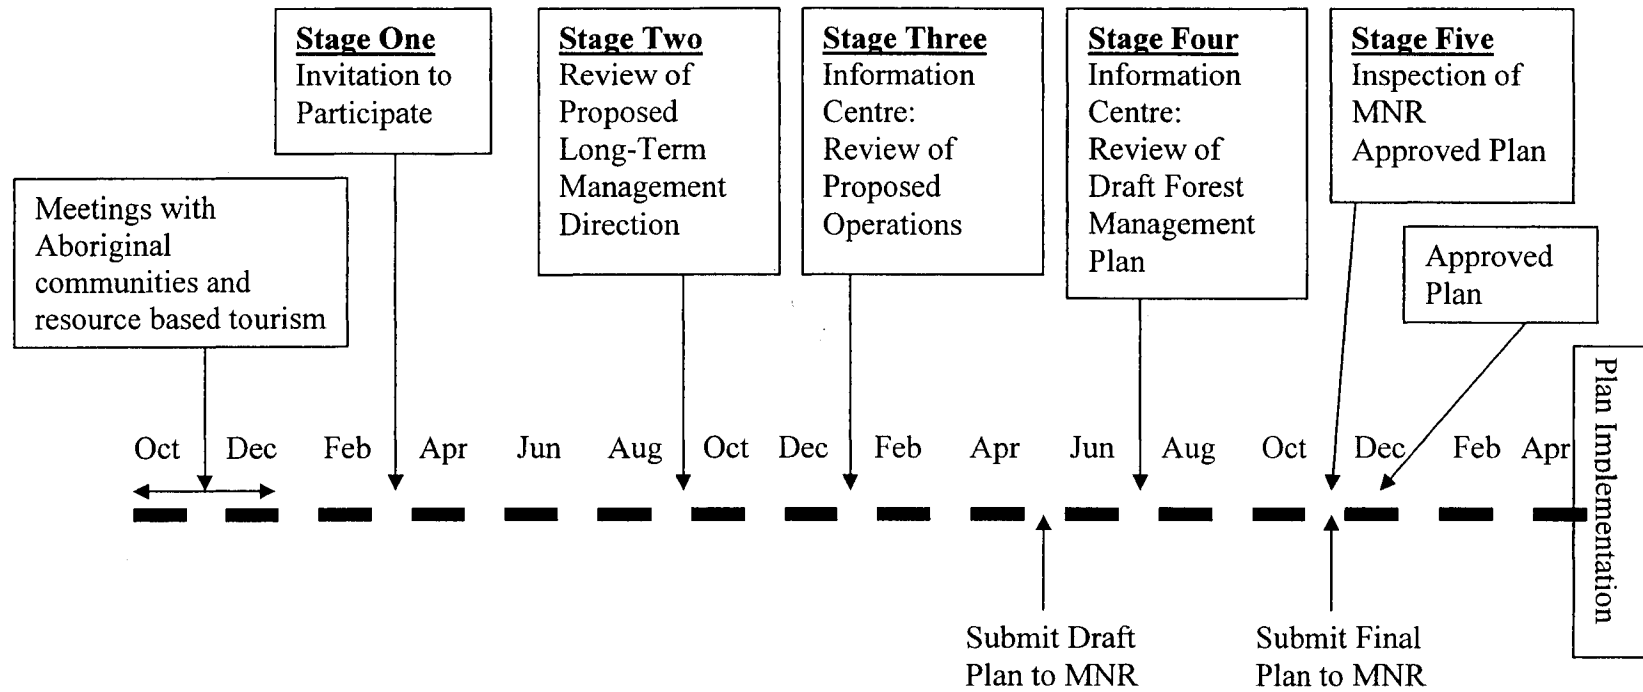 Stage One
Invitation to
Participate
Stage Two
Review of
Proposed
Long-Term
Management
Direction
Stage Three
Information
Centre:
Review of
Proposed
Operations
Stage Four
Information
Centre:
Review of
Draft Forest
Management
Plan
Stage Five
Inspection of
MNR
Approved Plan
Meetings with
Aboriginal
communities and
resource based tourism
Approved
Plan
Oct Dec Feb Apr Jun Aug Oct Dec Feb Apr Jun Aug Oct Dec Feb Apr
Plan Implementation
Submit Draft
Plan to MNR
Submit Final
Plan to MNR